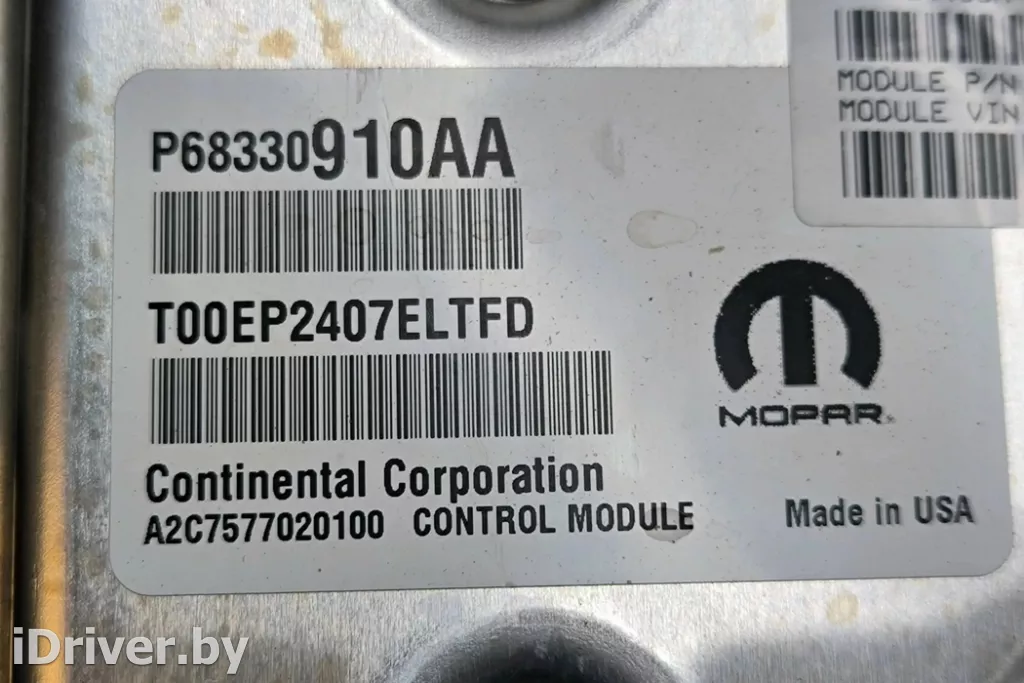 MODULE P/N
MODULE VIN
P68330910AA
T00EP2407ELTFD
MOPAR
Continental Corporation
A2C7577020100 CONTROL MODULE
Made in USA
iDriver.by